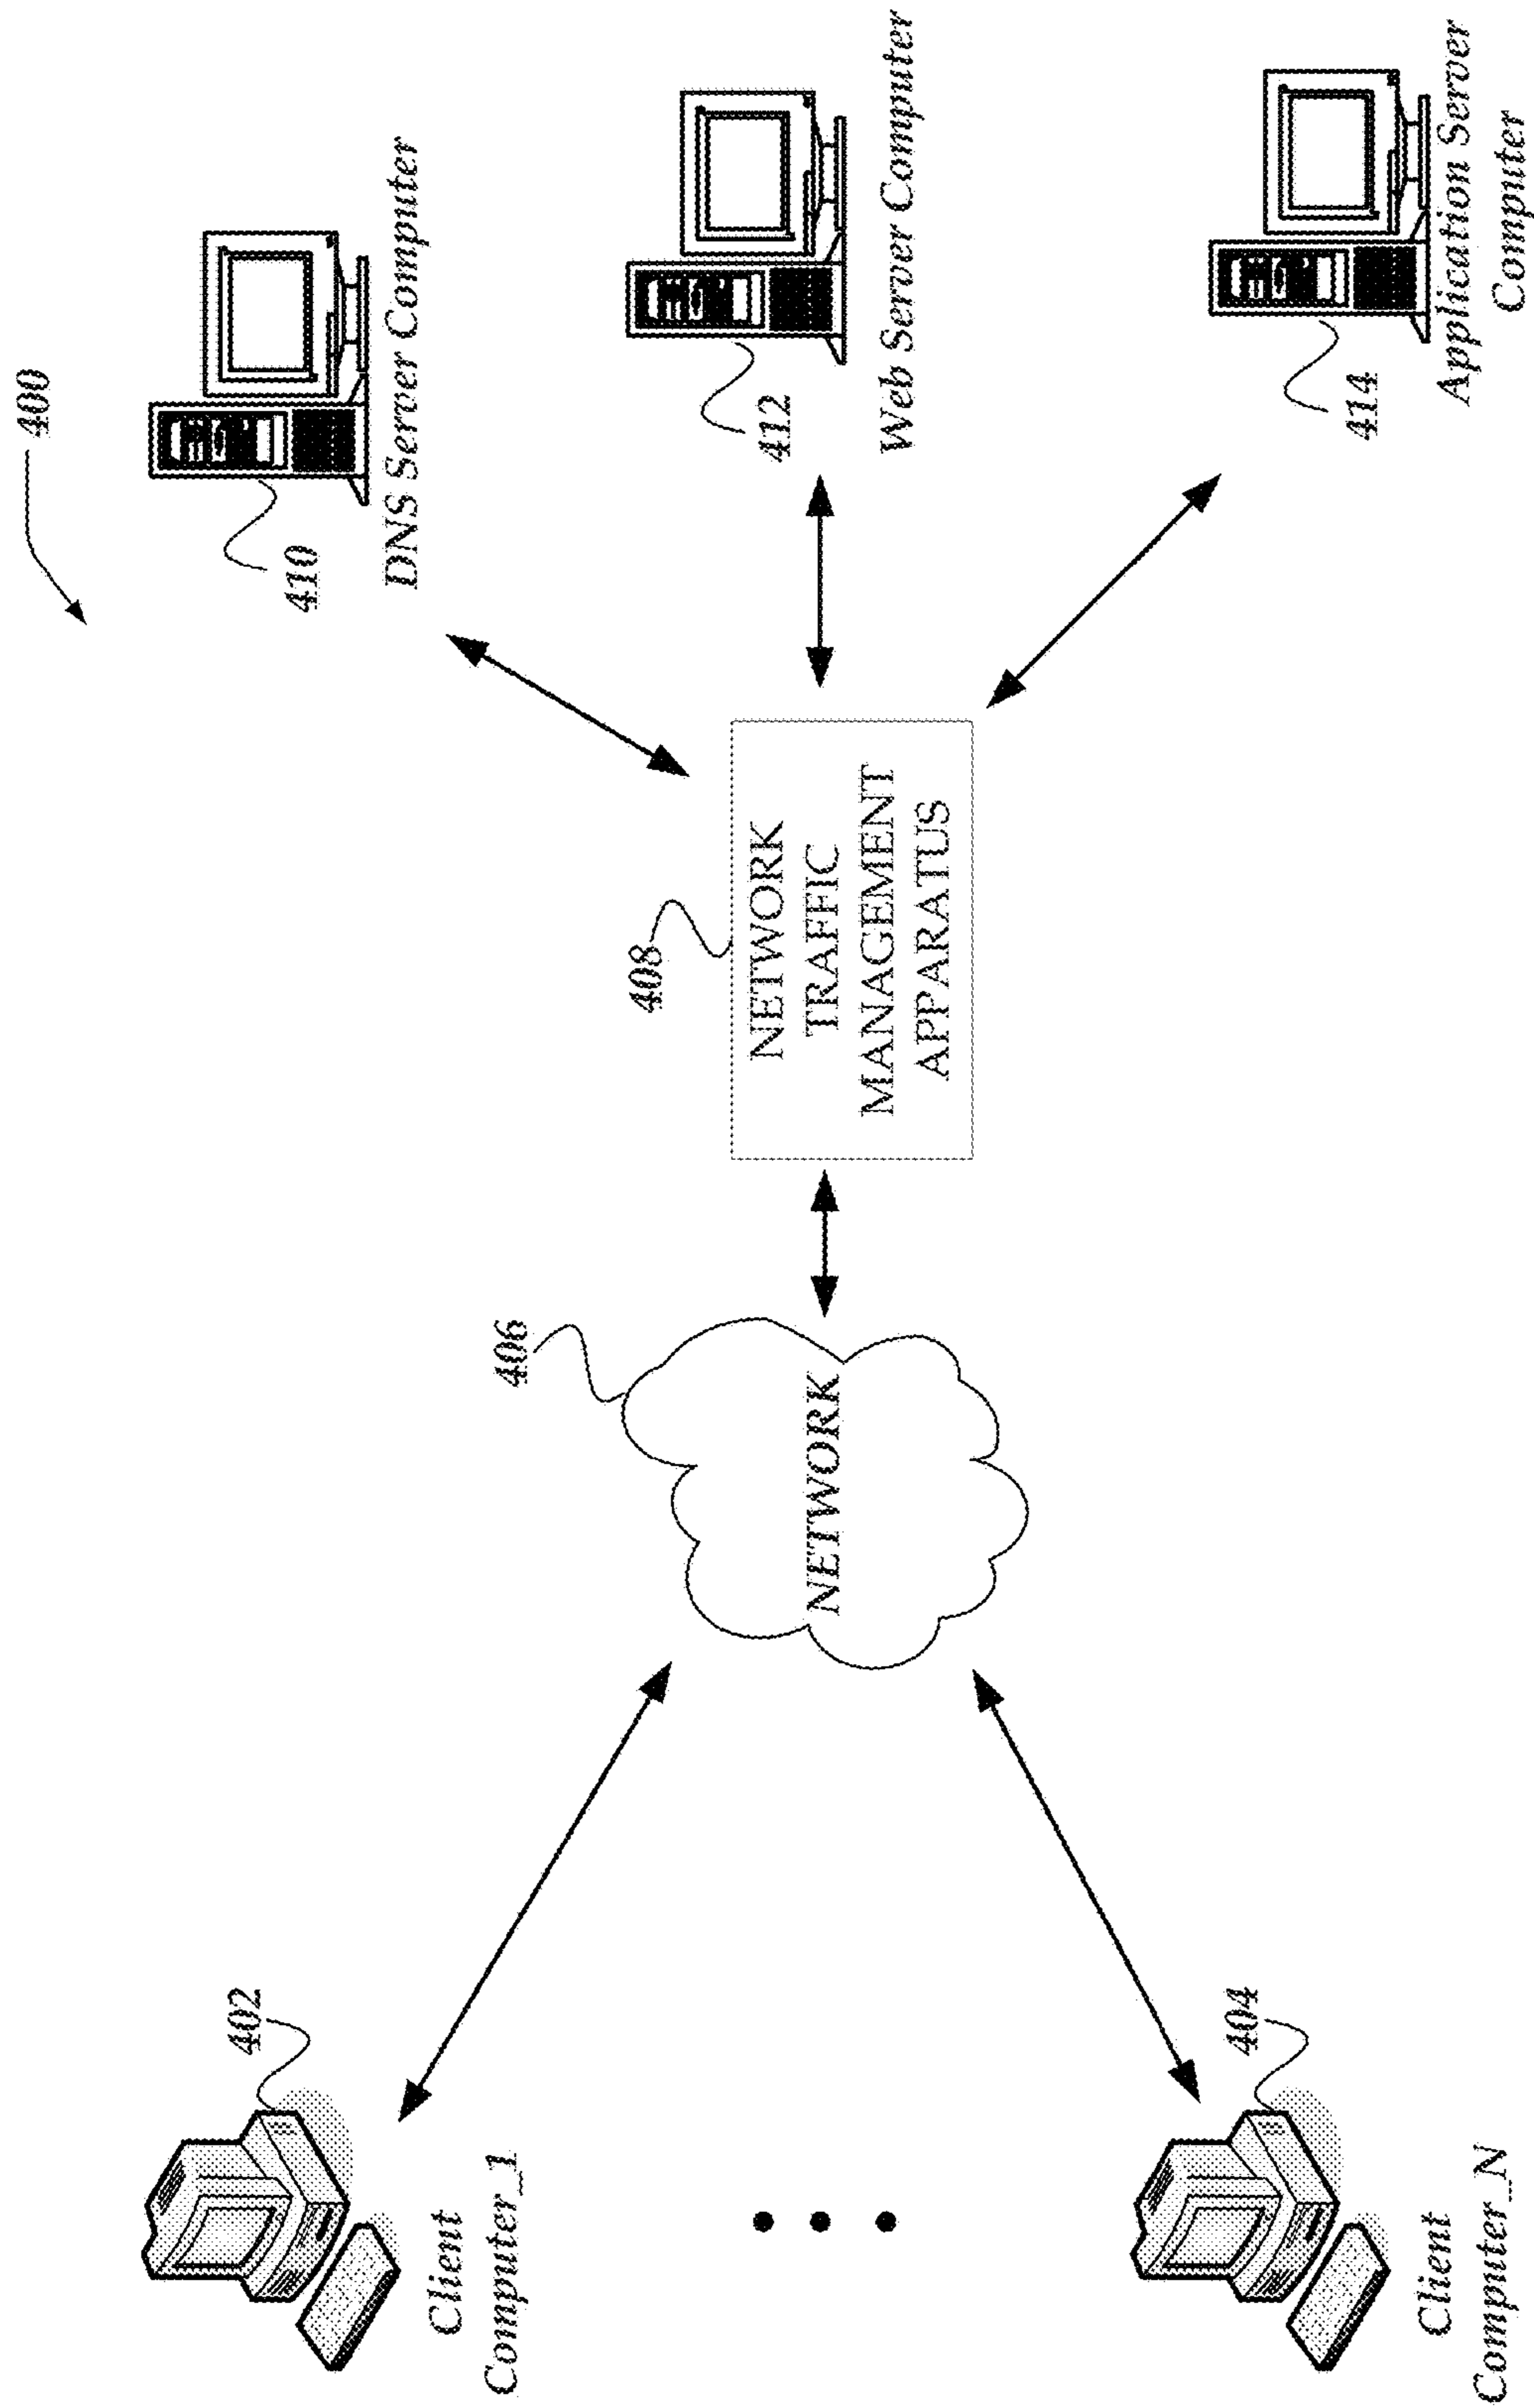 400
402
Client
Computer_1
404
Client
Computer_N
406
NETWORK
408
NETWORK
TRAFFIC
MANAGEMENT
APPARATUS
410
DNS Server Computer
412
Web Server Computer
414
Application Server
Computer